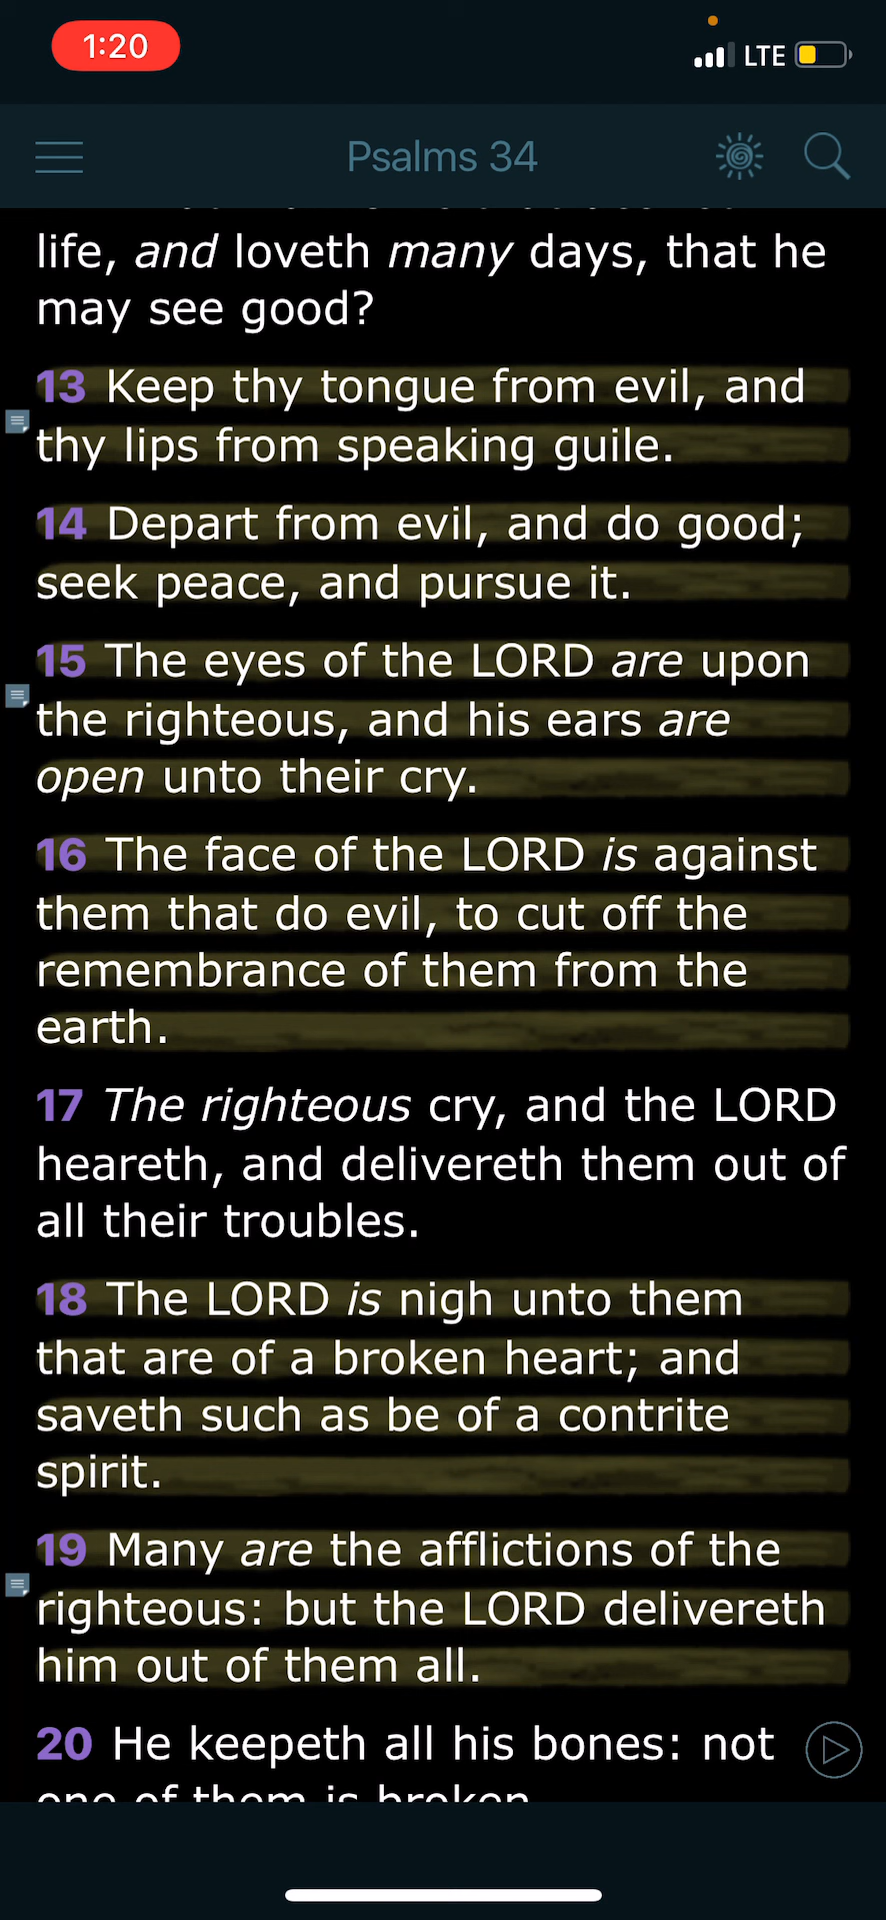 1:20
LTE
Psalms 34
life, and loveth many days, that he
may see good?
13 Keep thy tongue from evil, and
thy lips from speaking guile.
14 Depart from evil, and do good;
seek peace, and pursue it.
15 The eyes of the LORD are upon
the righteous, and his ears are
open unto their cry.
16 The face of the LORD is against
them that do evil, to cut off the
remembrance of them from the
earth.
17 The righteous cry, and the LORD
heareth, and delivereth them out of
all their troubles.
18 The LORD is nigh unto them
that are of a broken heart; and
saveth such as be of a contrite
spirit.
19 Many are the afflictions of the
righteous: but the LORD delivereth
him out of them all.
20 He keepeth all his bones: not
one of them is broken